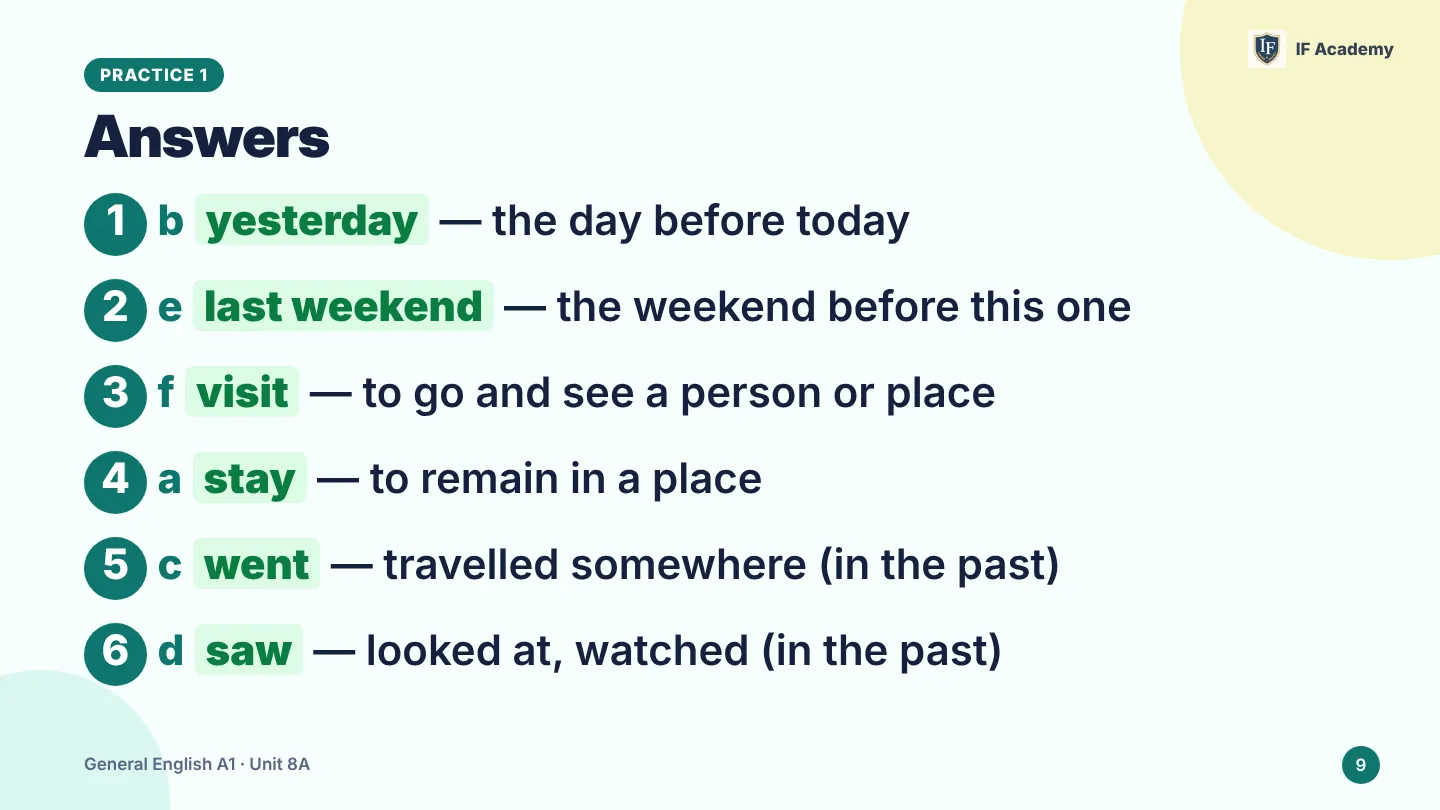 IF
IF Academy
PRACTICE 1
Answers
1 b yesterday — the day before today
2 e last weekend — the weekend before this one
3 f visit — to go and see a person or place
4 a stay — to remain in a place
5 c went — travelled somewhere (in the past)
6 d saw — looked at, watched (in the past)
General English A1 · Unit 8A
9